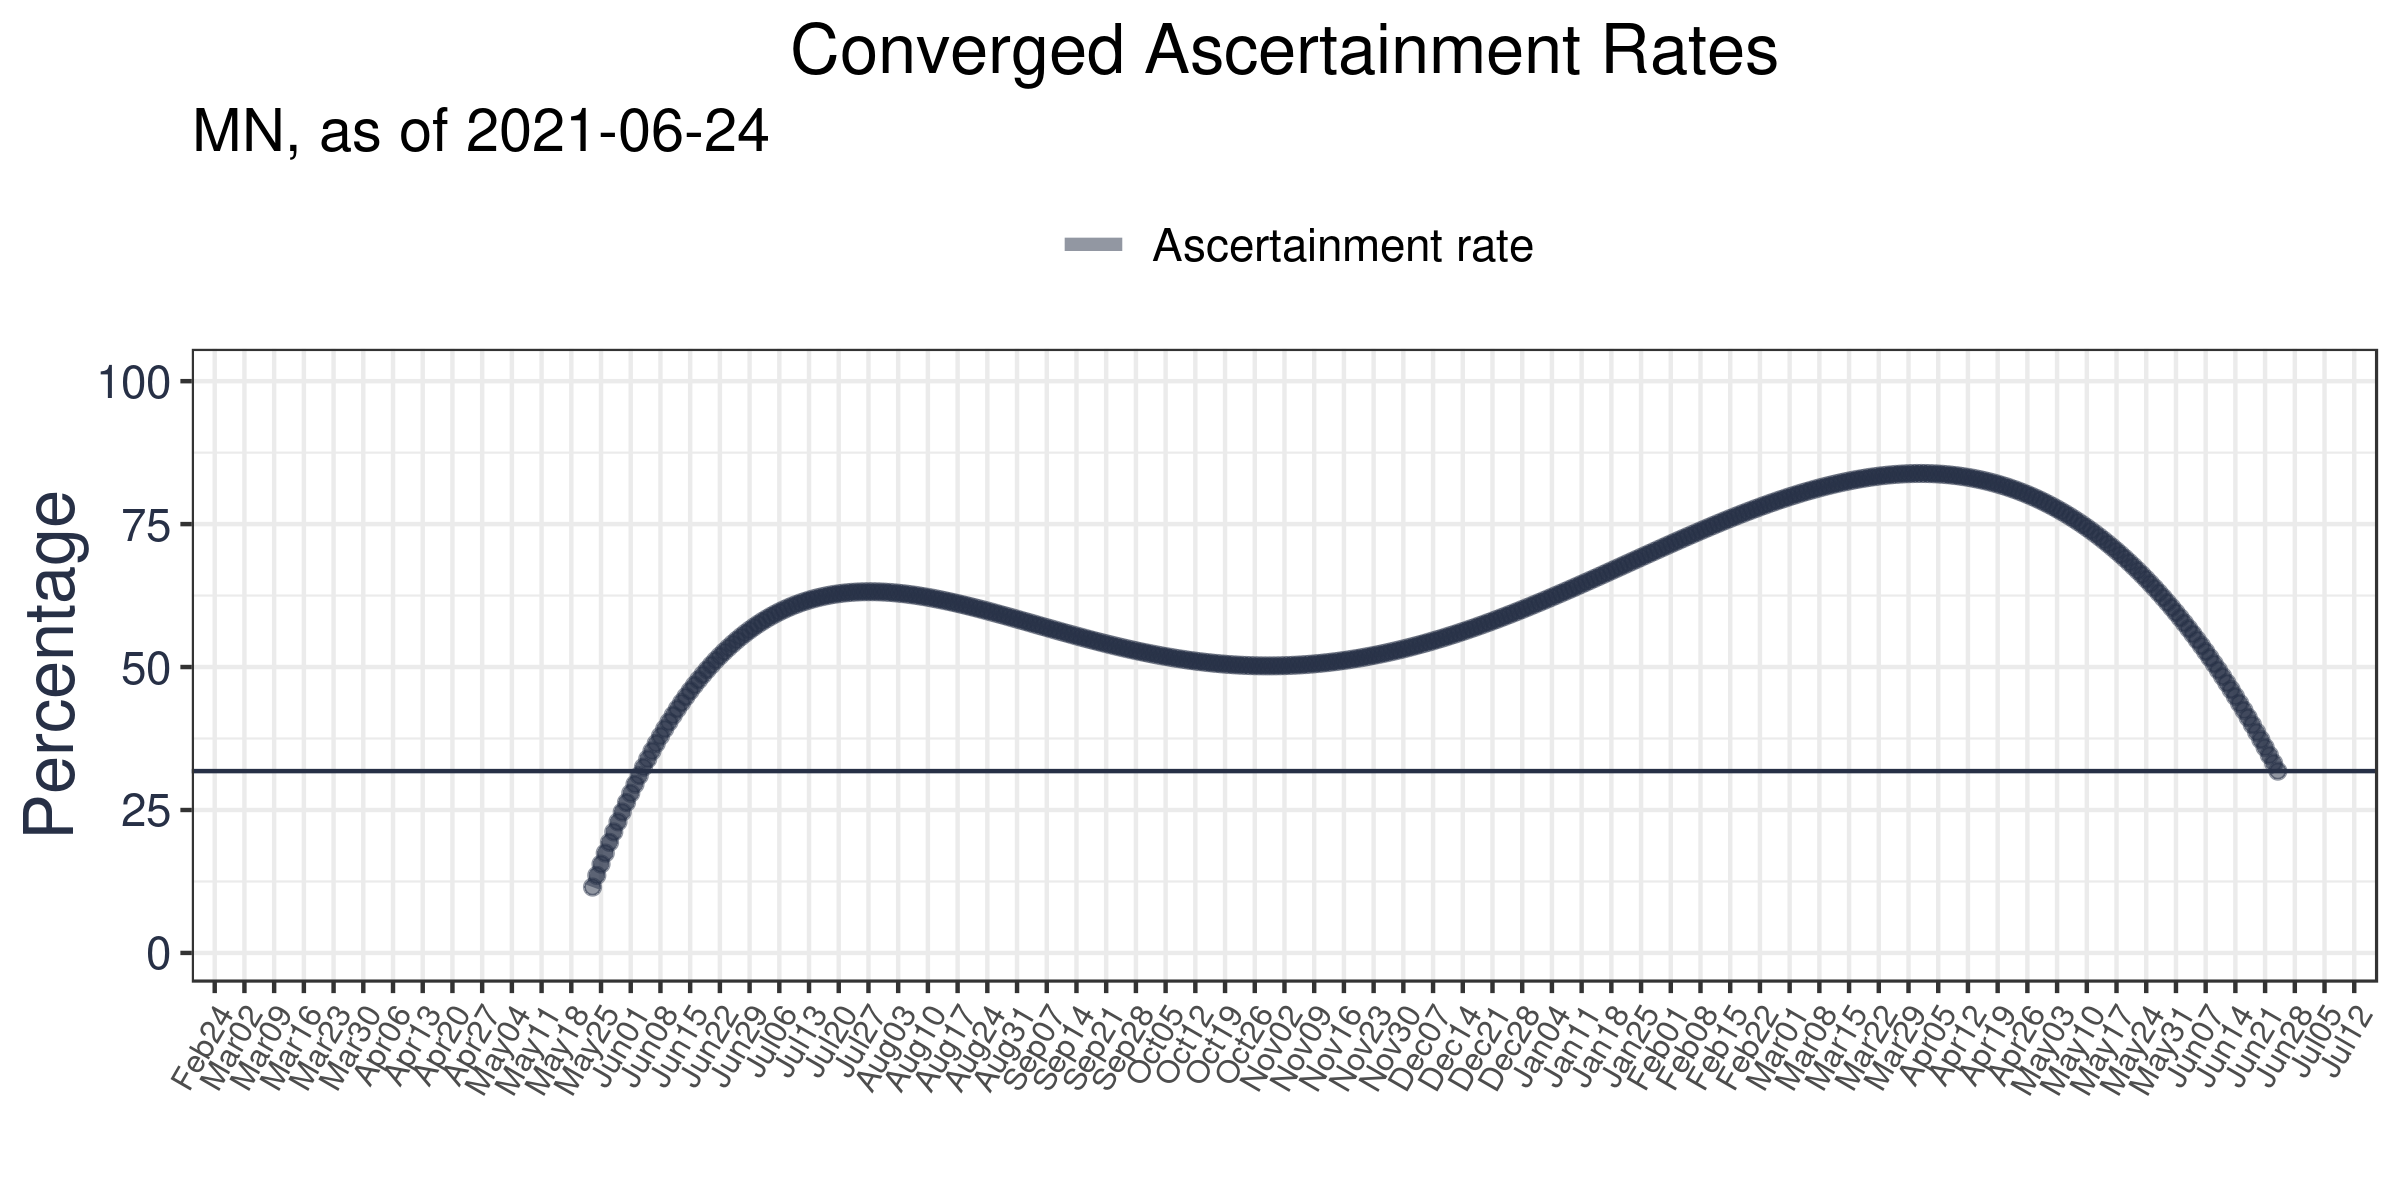 Converged Ascertainment Rates
MN, as of 2021-06-24
Ascertainment rate
Percentage
100
75
50
25
0
Feb24
Mar02
Mar09
Mar16
Mar23
Mar30
Apr06
Apr13
Apr20
Apr27
May04
May11
May18
May25
Jun01
Jun08
Jun15
Jun22
Jun29
Jul06
Jul13
Jul20
Jul27
Aug03
Aug10
Aug17
Aug24
Aug31
Sep07
Sep14
Sep21
Sep28
Oct05
Oct12
Oct19
Oct26
Nov02
Nov09
Nov16
Nov23
Nov30
Dec07
Dec14
Dec21
Dec28
Jan04
Jan11
Jan18
Jan25
Feb01
Feb08
Feb15
Feb22
Mar01
Mar08
Mar15
Mar22
Mar29
Apr05
Apr12
Apr19
Apr26
May03
May10
May17
May24
May31
Jun07
Jun14
Jun21
Jun28
Jul05
Jul12